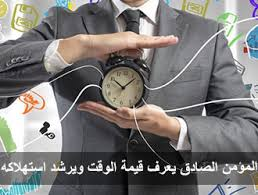 المؤمن الصادق يعرف قيمة الوقت ويرشد استهلاكه